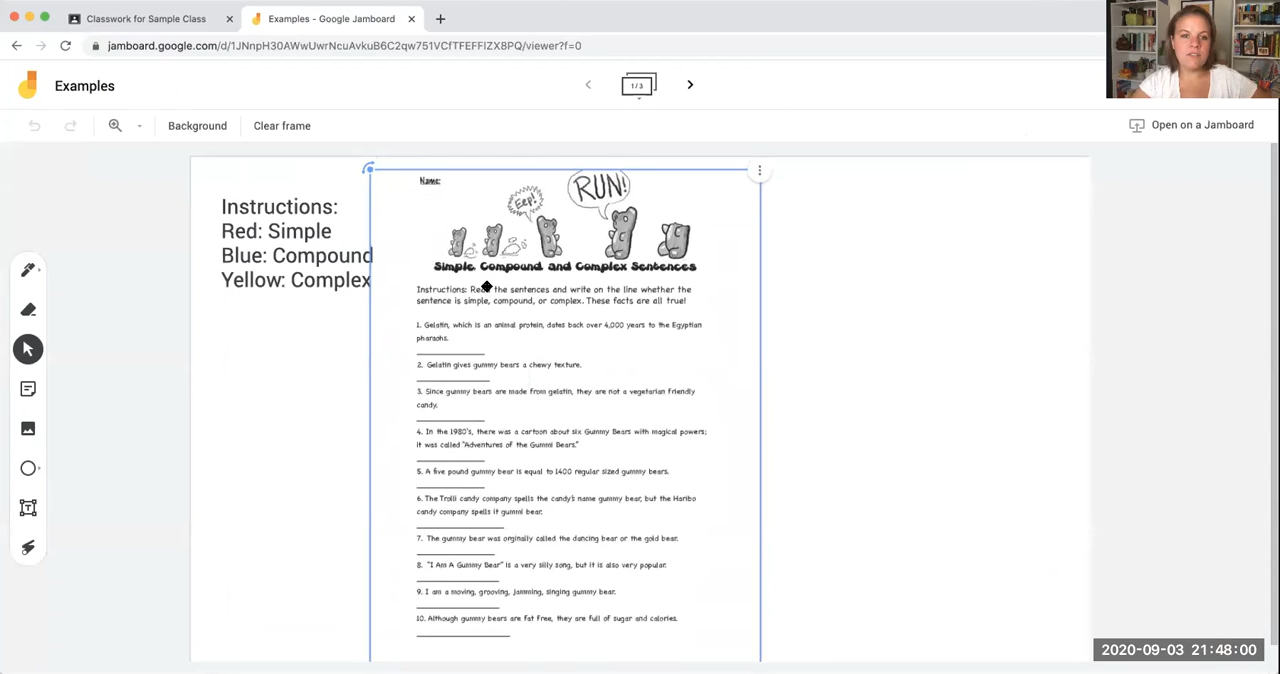 Classwork for Sample Class
Examples - Google Jamboard
jamboard.google.com/d/1JNnpH30AWwUwrNcuAvkuB6C2qw751VCfTFEFFIZX8PQ/viewer?f=0
Examples
1/3
Background
Clear frame
Open on a Jamboard
Instructions:
Red: Simple
Blue: Compound
Yellow: Complex
Name:
Eep!
RUN!
Simple, Compound, and Complex Sentences
Instructions: Read the sentences and write on the line whether the
sentence is simple, compound, or complex. These facts are all true!
1. Gelatin, which is an animal protein, dates back over 4,000 years to the Egyptian
pharaohs.
2. Gelatin gives gummy bears a chewy texture.
3. Since gummy bears are made from gelatin, they are not a vegetarian friendly
candy.
4. In the 1980's, there was a cartoon about six Gummy Bears with magical powers;
it was called "Adventures of the Gummi Bears."
5. A five pound gummy bear is equal to 1400 regular sized gummy bears.
6. The Trolli candy company spells the candy's name gummy bear, but the Haribo
candy company spells it gummi bear.
7. The gummy bear was orginally called the dancing bear or the gold bear.
8. "I Am A Gummy Bear" is a very silly song, but it is also very popular.
9. I am a moving, grooving, jamming, singing gummy bear.
10. Although gummy bears are fat free, they are full of sugar and calories.
2020-09-03 21:48:00